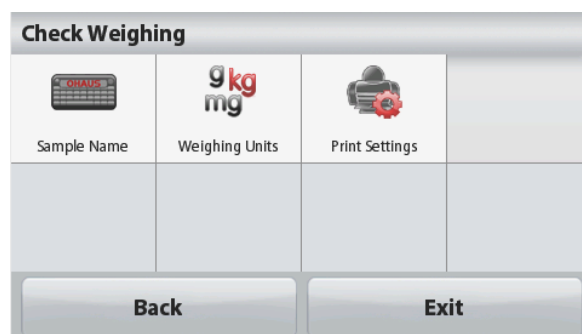 Check Weighing
OHAUS
g kg
mg
Sample Name
Weighing Units
Print Settings
Back
Exit